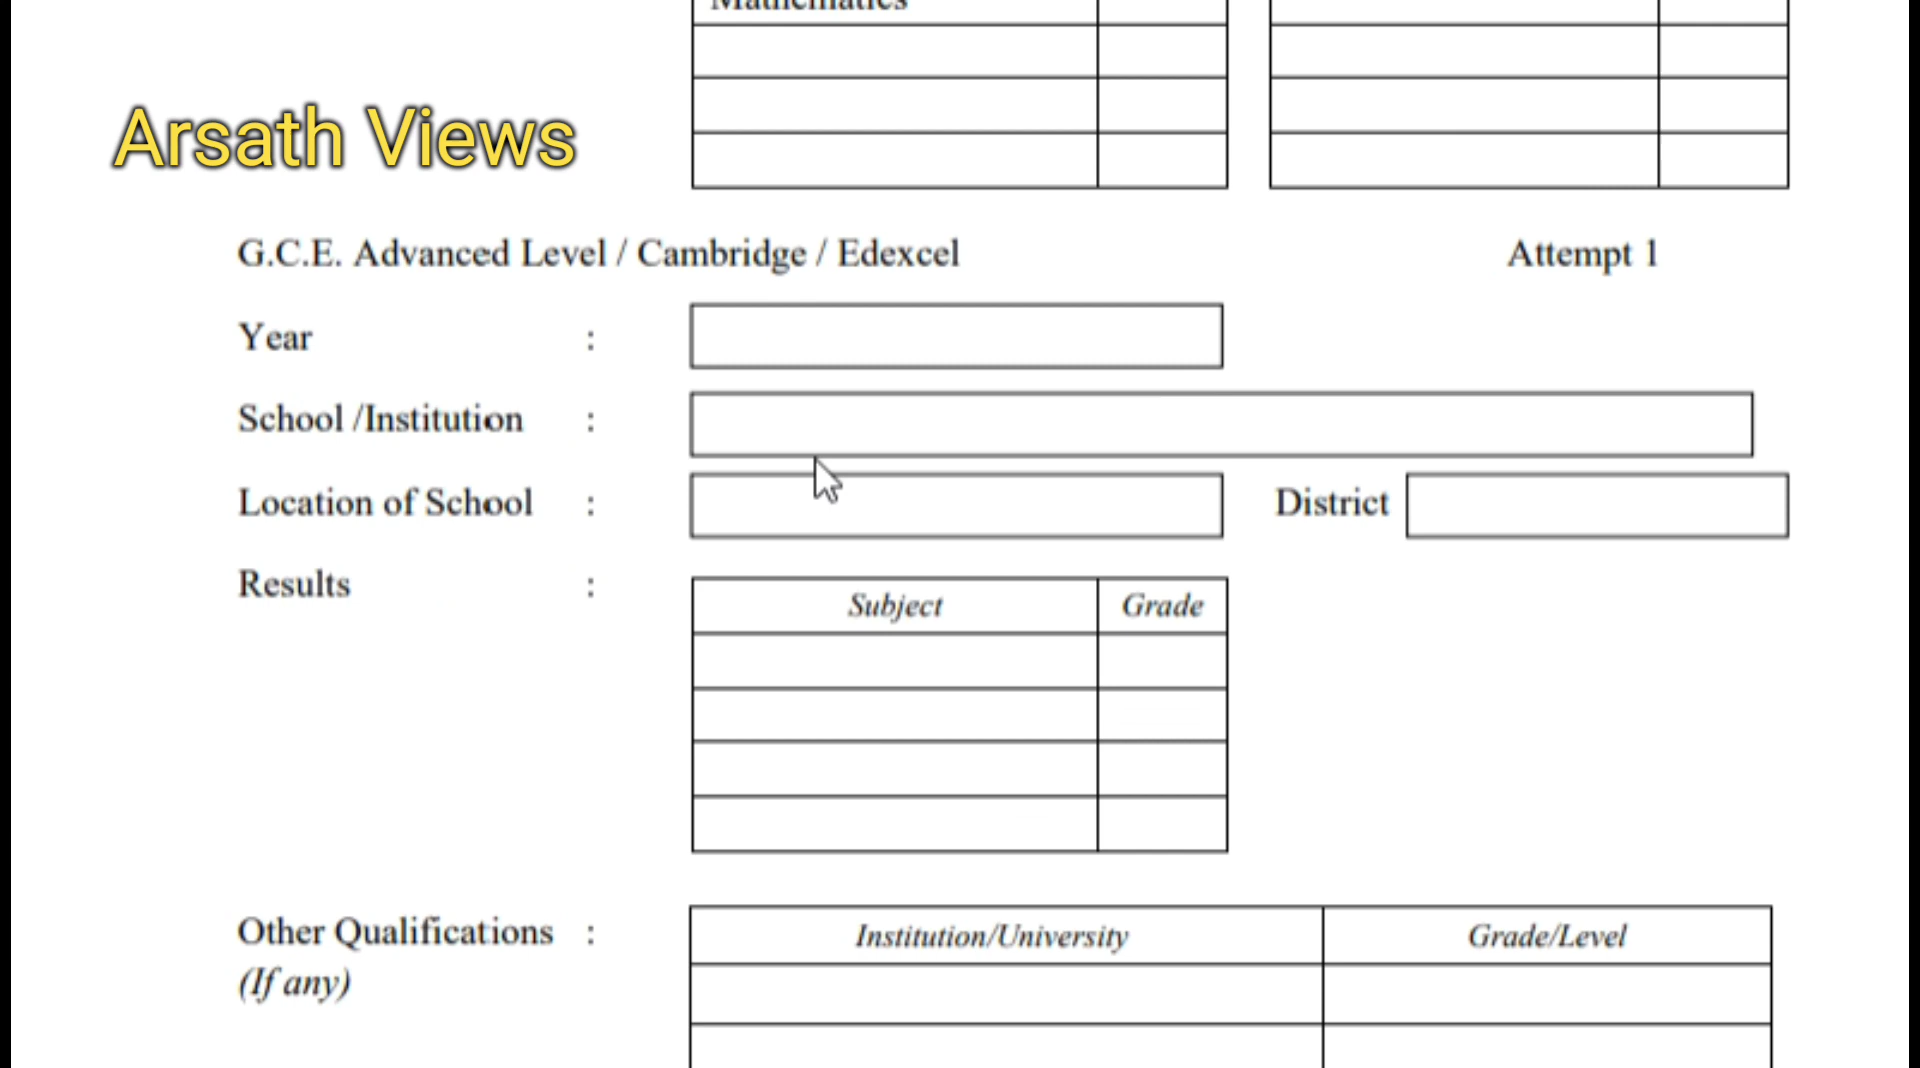 Mathematics
Arsath Views
G.C.E. Advanced Level / Cambridge / Edexcel Attempt 1
Year :
School /Institution :
Location of School : District
Results : Subject Grade
Other Qualifications : Institution/University Grade/Level
(If any)